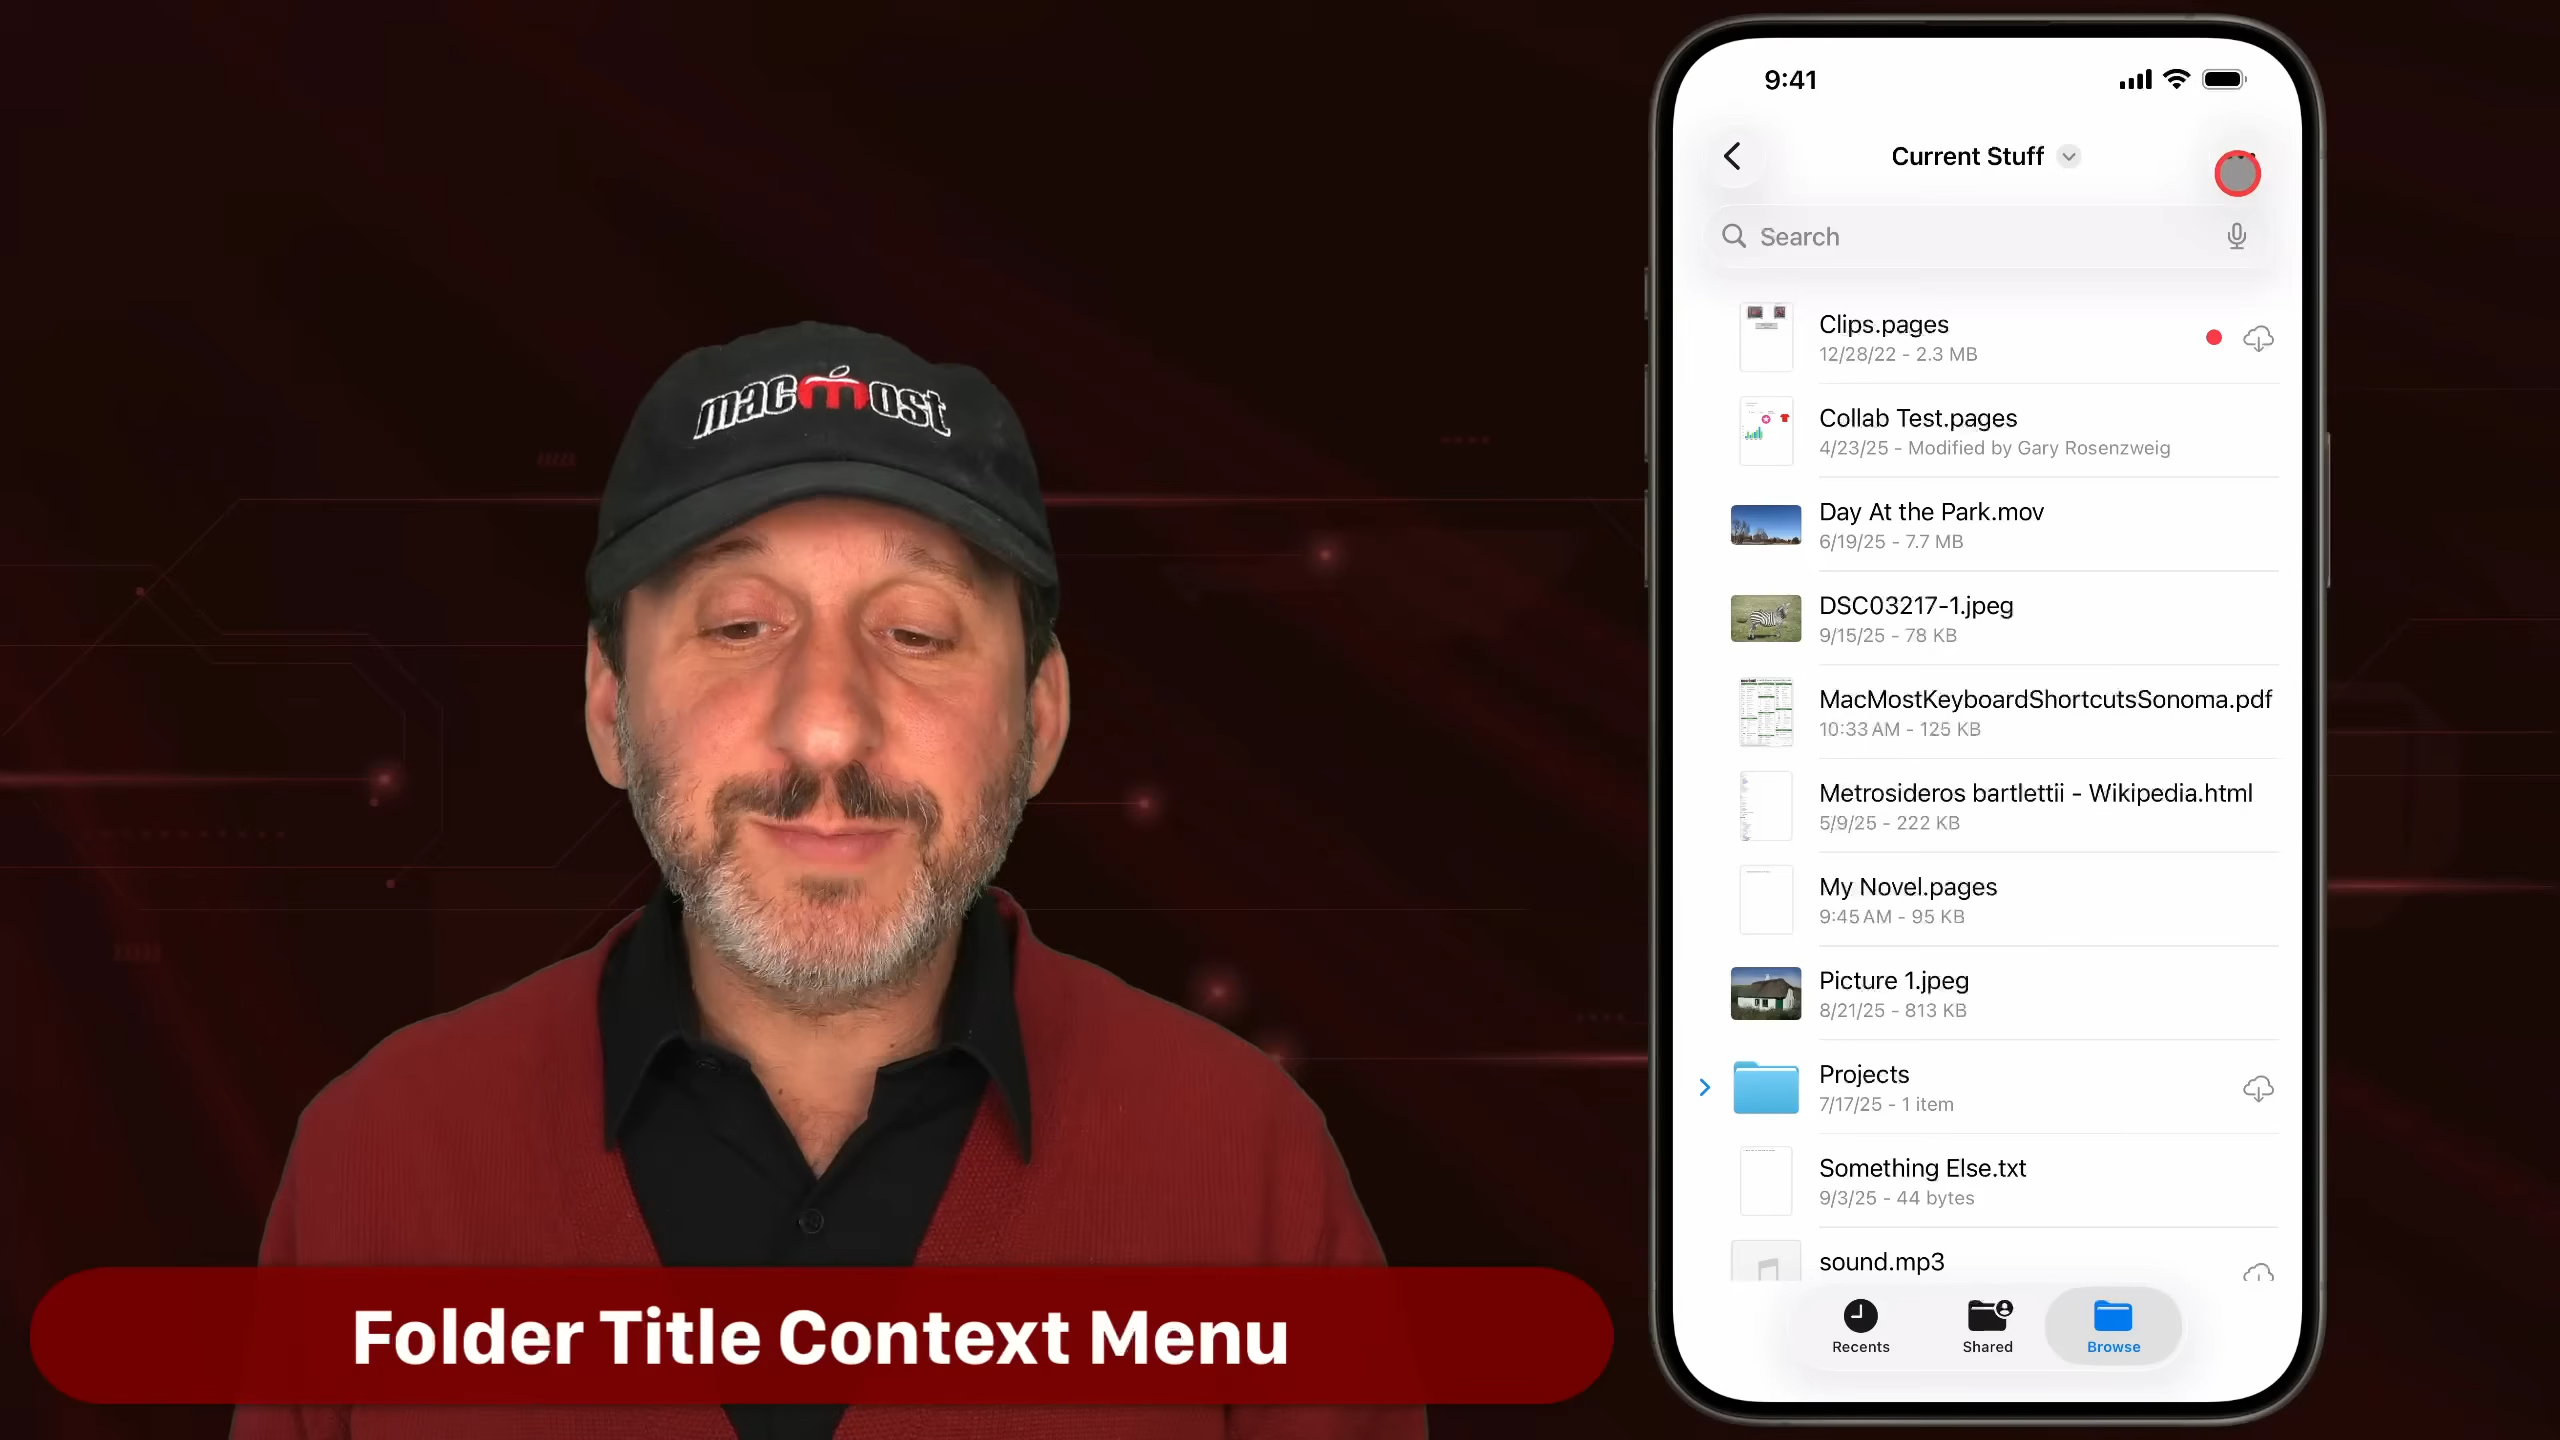 macmost
Folder Title Context Menu
9:41
Current Stuff
Search
Clips.pages
12/28/22 - 2.3 MB
Collab Test.pages
4/23/25 - Modified by Gary Rosenzweig
Day At the Park.mov
6/19/25 - 7.7 MB
DSC03217-1.jpeg
9/15/25 - 78 KB
MacMostKeyboardShortcutsSonoma.pdf
10:33 AM - 125 KB
Metrosideros bartlettii - Wikipedia.html
5/9/25 - 222 KB
My Novel.pages
9:45 AM - 95 KB
Picture 1.jpeg
8/21/25 - 813 KB
Projects
7/17/25 - 1 item
Something Else.txt
9/3/25 - 44 bytes
sound.mp3
Recents
Shared
Browse